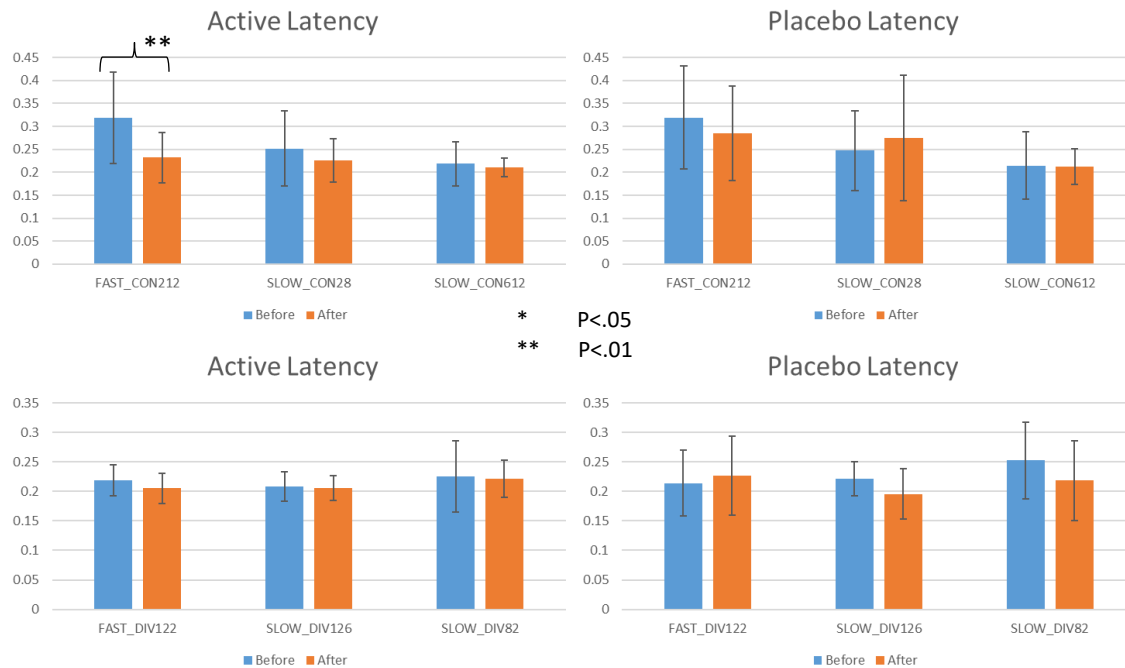 Active Latency
**
0.45
0.4
0.35
0.3
0.25
0.2
0.15
0.1
0.05
0
FAST_CON212 SLOW_CON28 SLOW_CON612
Before After
Placebo Latency
0.45
0.4
0.35
0.3
0.25
0.2
0.15
0.1
0.05
0
FAST_CON212 SLOW_CON28 SLOW_CON612
Before After
* P<.05
** P<.01
Active Latency
0.35
0.3
0.25
0.2
0.15
0.1
0.05
0
FAST_DIV122 SLOW_DIV126 SLOW_DIV82
Before After
Placebo Latency
0.35
0.3
0.25
0.2
0.15
0.1
0.05
0
FAST_DIV122 SLOW_DIV126 SLOW_DIV82
Before After